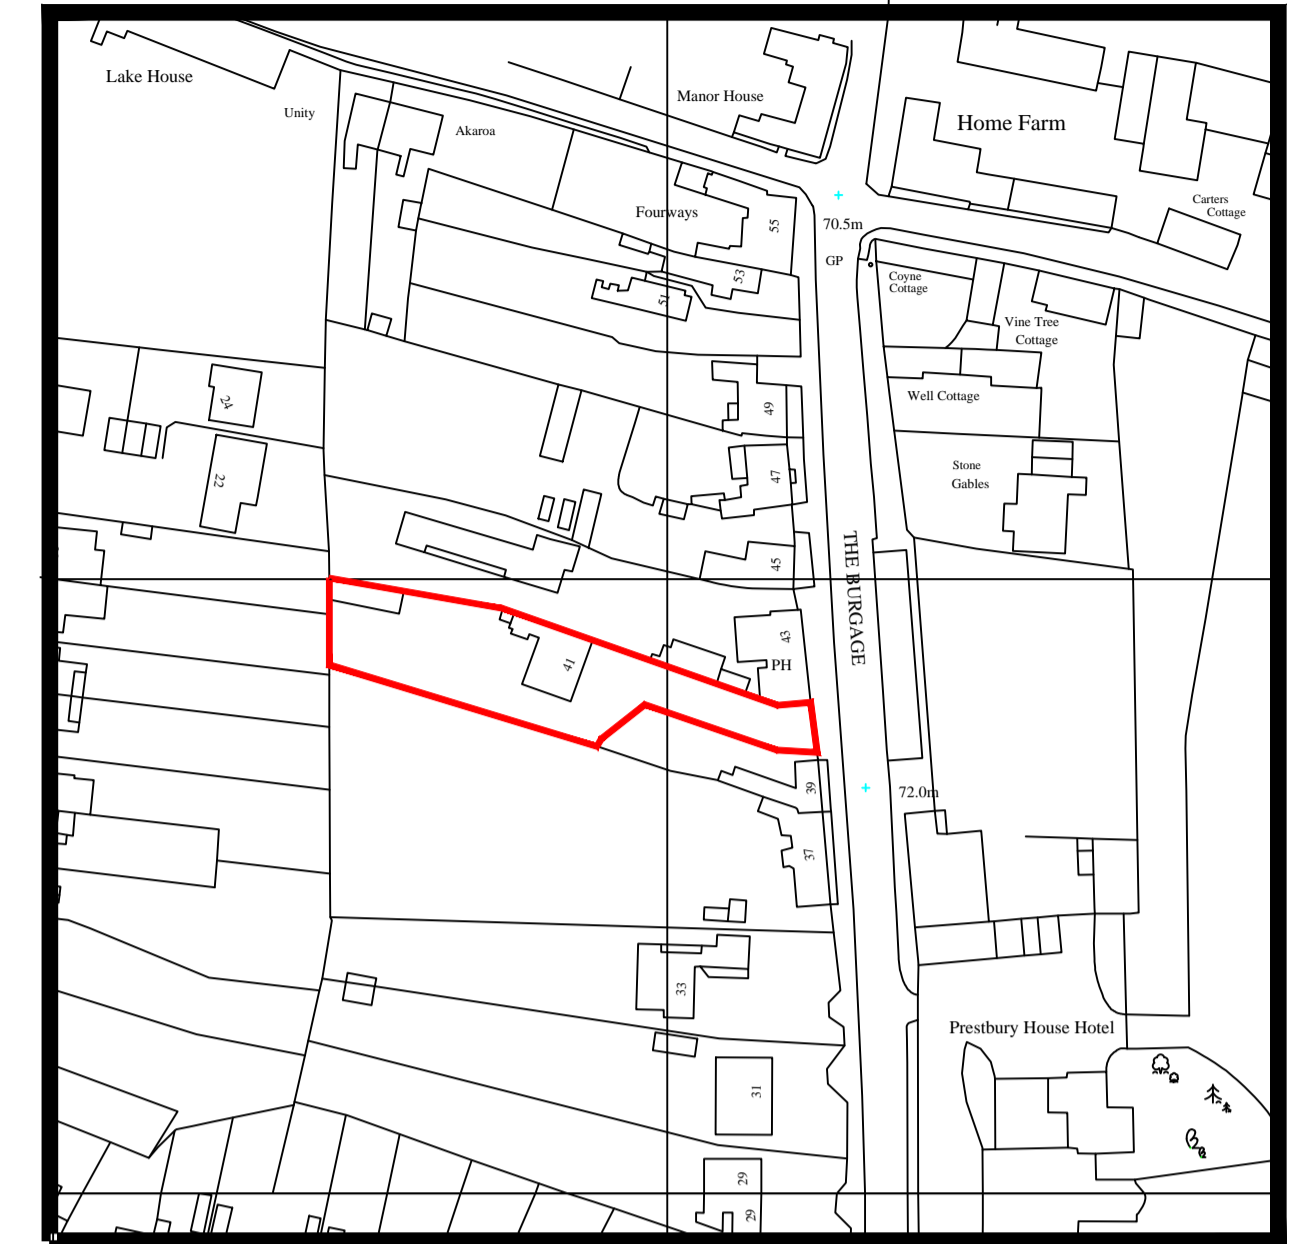 Lake House
Unity
Akaroa
Manor House
Home Farm
Carters
Cottage
Fourways
55
70.5m
GP
53
51
Coyne
Cottage
Vine Tree
Cottage
24
49
Well Cottage
22
47
Stone
Gables
45
THE BURGAGE
43
PH
41
39
72.0m
37
33
Prestbury House Hotel
31
29
29